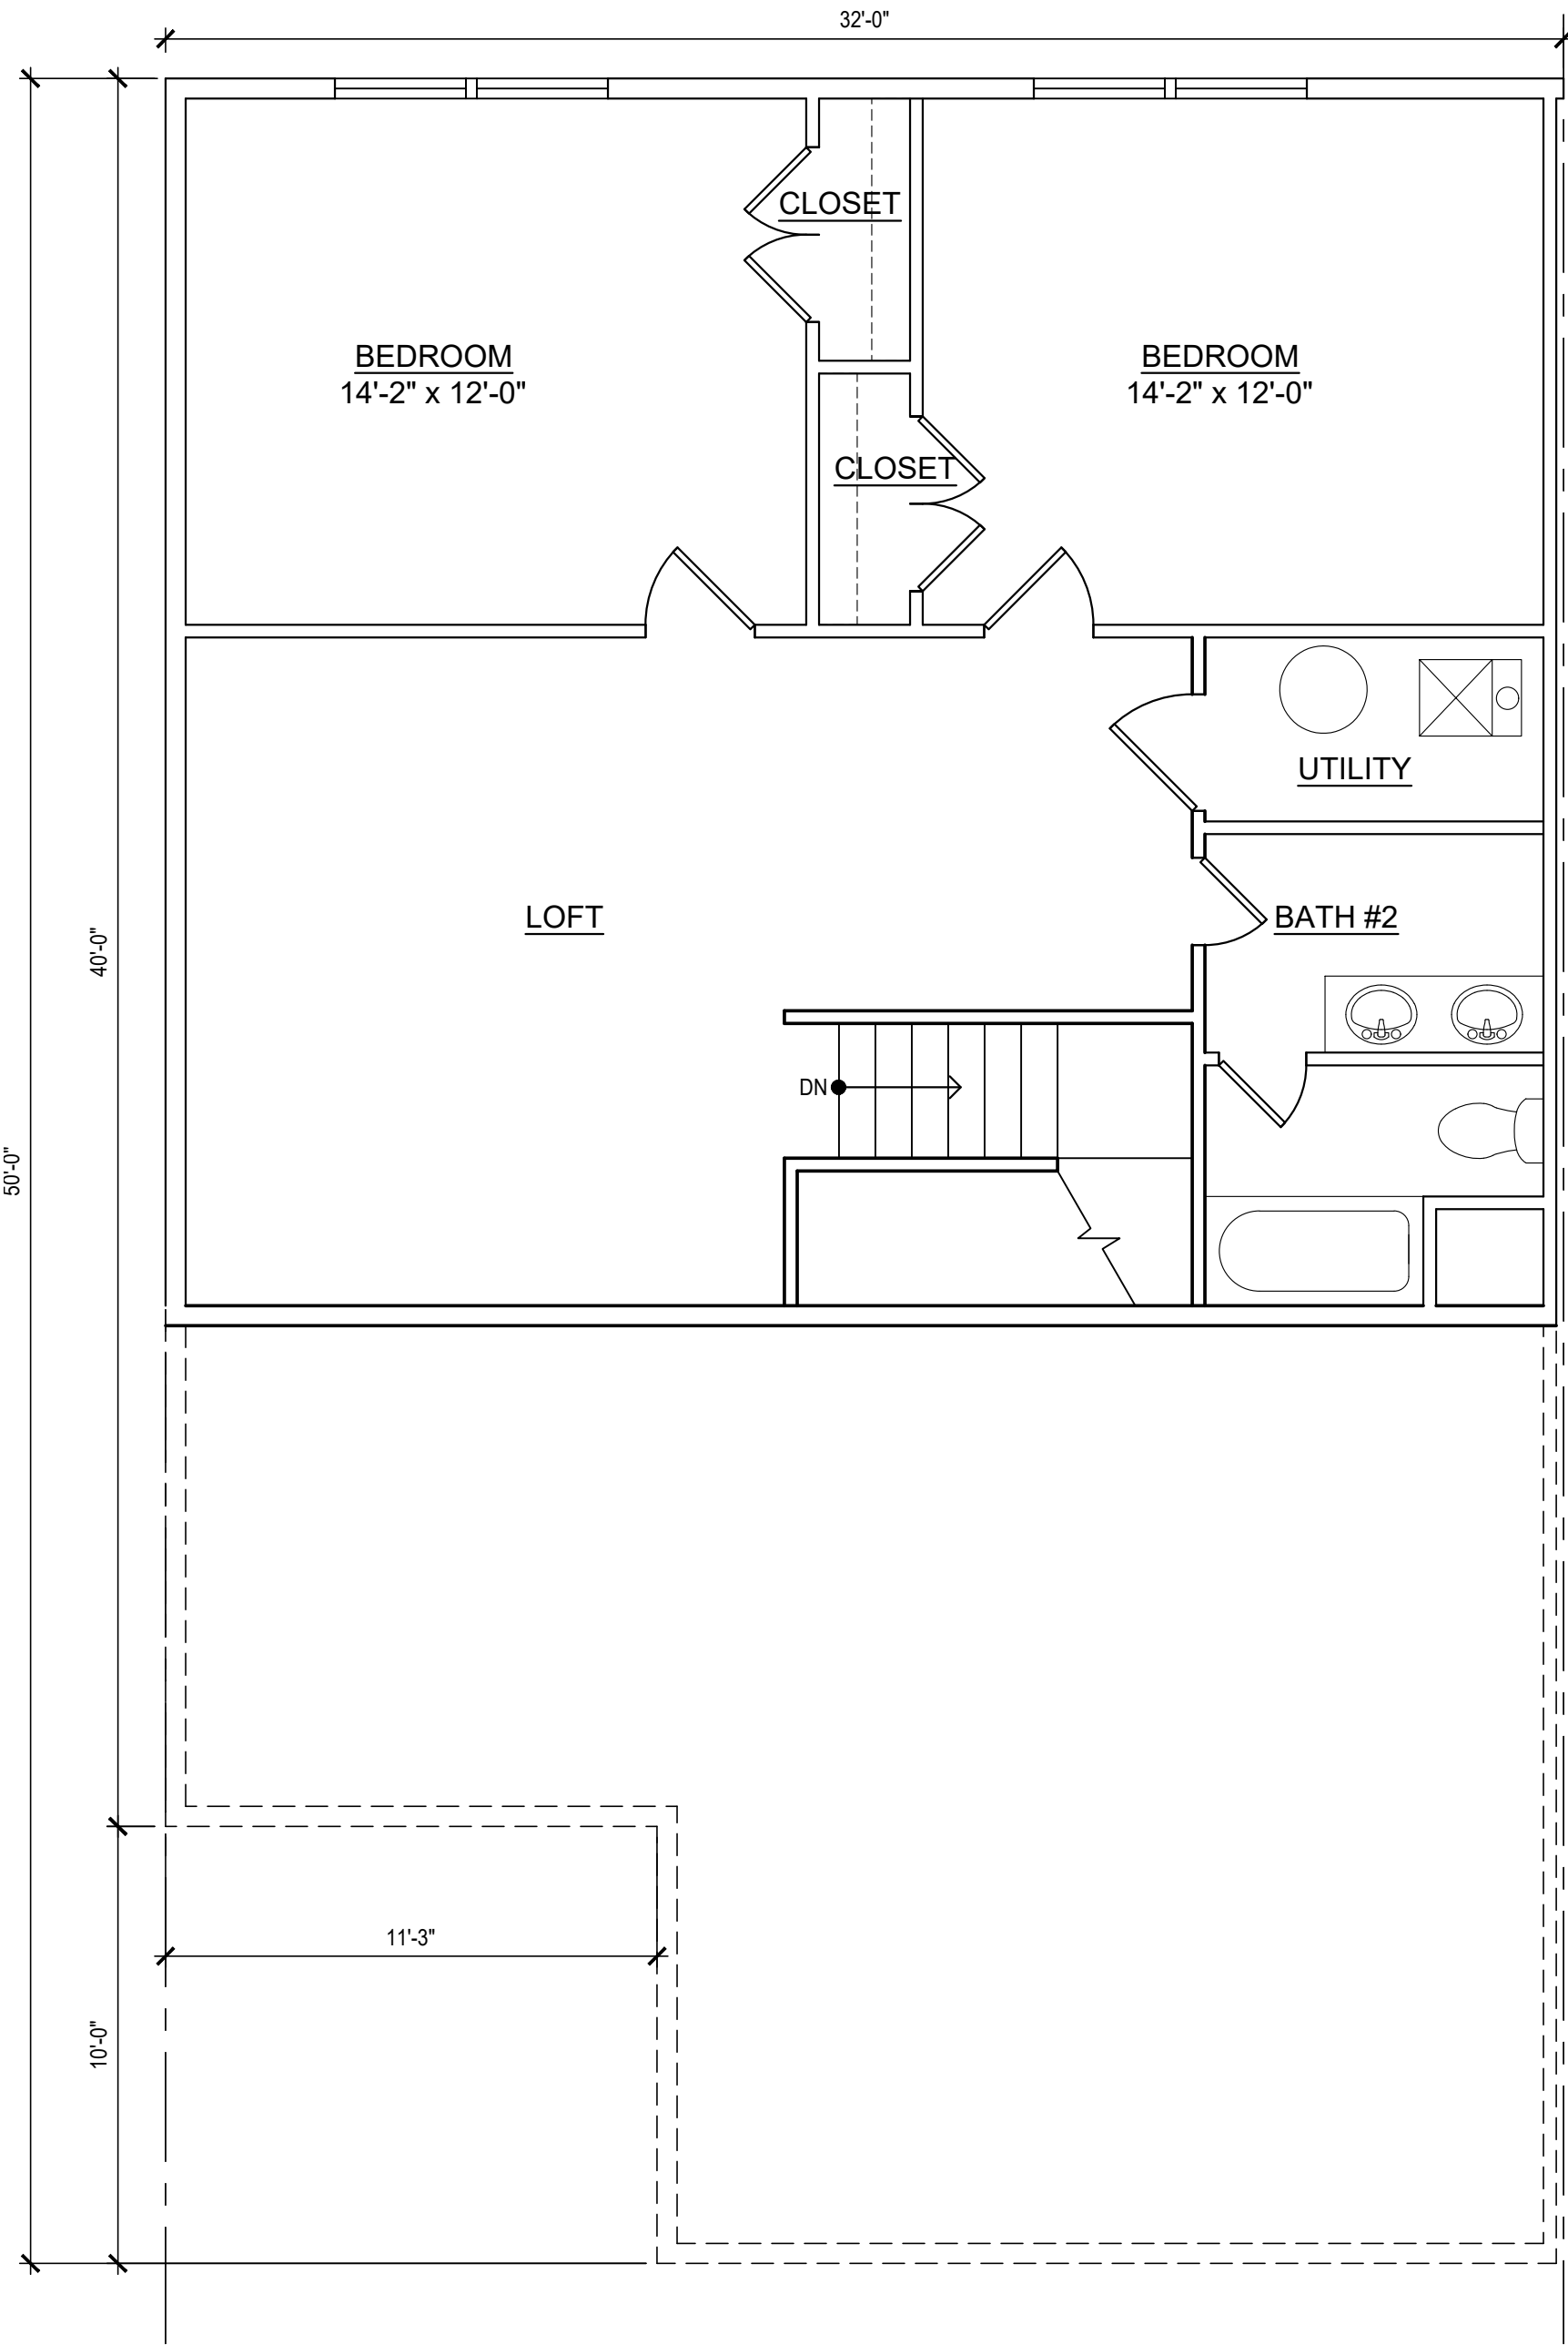 32'-0"
CLOSET
BEDROOM
14'-2" x 12'-0"
BEDROOM
14'-2" x 12'-0"
CLOSET
UTILITY
LOFT
BATH #2
40'-0"
DN
50'-0"
11'-3"
10'-0"